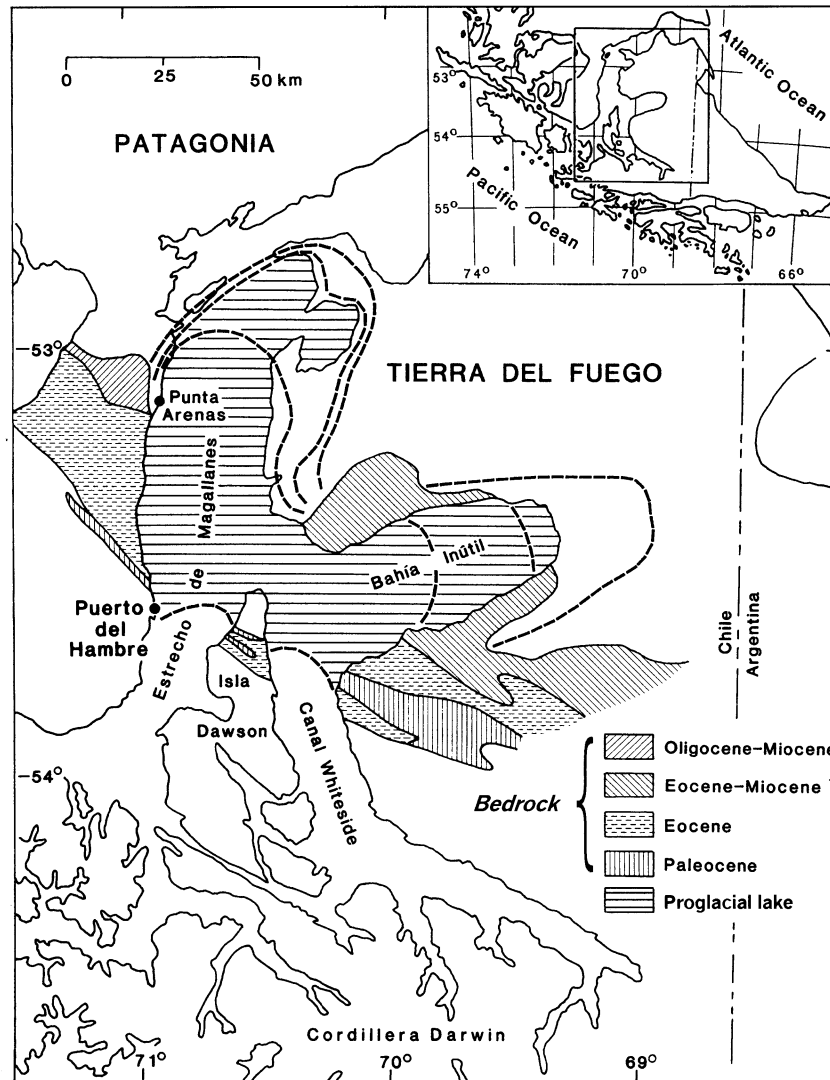 0 25 50 km
PATAGONIA
Atlantic Ocean
Pacific Ocean
53°
54°
55°
74°
70°
66°
53°
TIERRA DEL FUEGO
Punta
Arenas
Estrecho de Magallanes
Bahía Inútil
Puerto
del
Hambre
Isla
Dawson
Canal Whiteside
Chile
Argentina
54°
Bedrock
Oligocene–Miocene
Eocene–Miocene
Eocene
Paleocene
Proglacial lake
Cordillera Darwin
71°
70°
69°